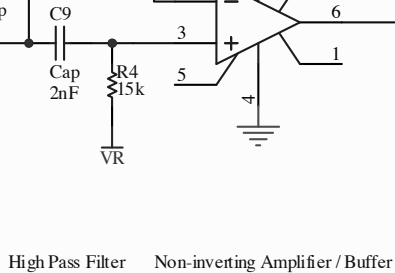 p
C9
6
3
+
1
Cap
2nF
R4
15k
5
4
VR
High Pass Filter
Non-inverting Amplifier / Buffer